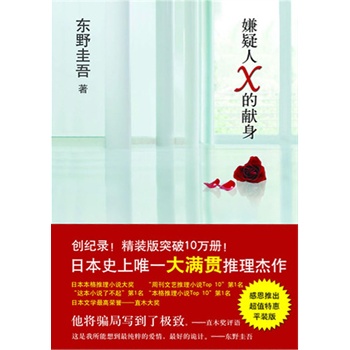 东野圭吾
著
嫌疑人X的献身
创纪录！精装版突破10万册！
日本史上唯一大满贯推理杰作
日本本格推理小说大奖 “周刊文艺推理小说Top 10”第1名
“这本小说了不起”第1名 “本格推理小说Top 10”第1名
日本文学最高荣誉——直木大奖
感恩推出
超值特惠
平装版
他将骗局写到了极致。——直木奖评语
这是我所能想到最纯粹的爱情，最好的诡计。——东野圭吾